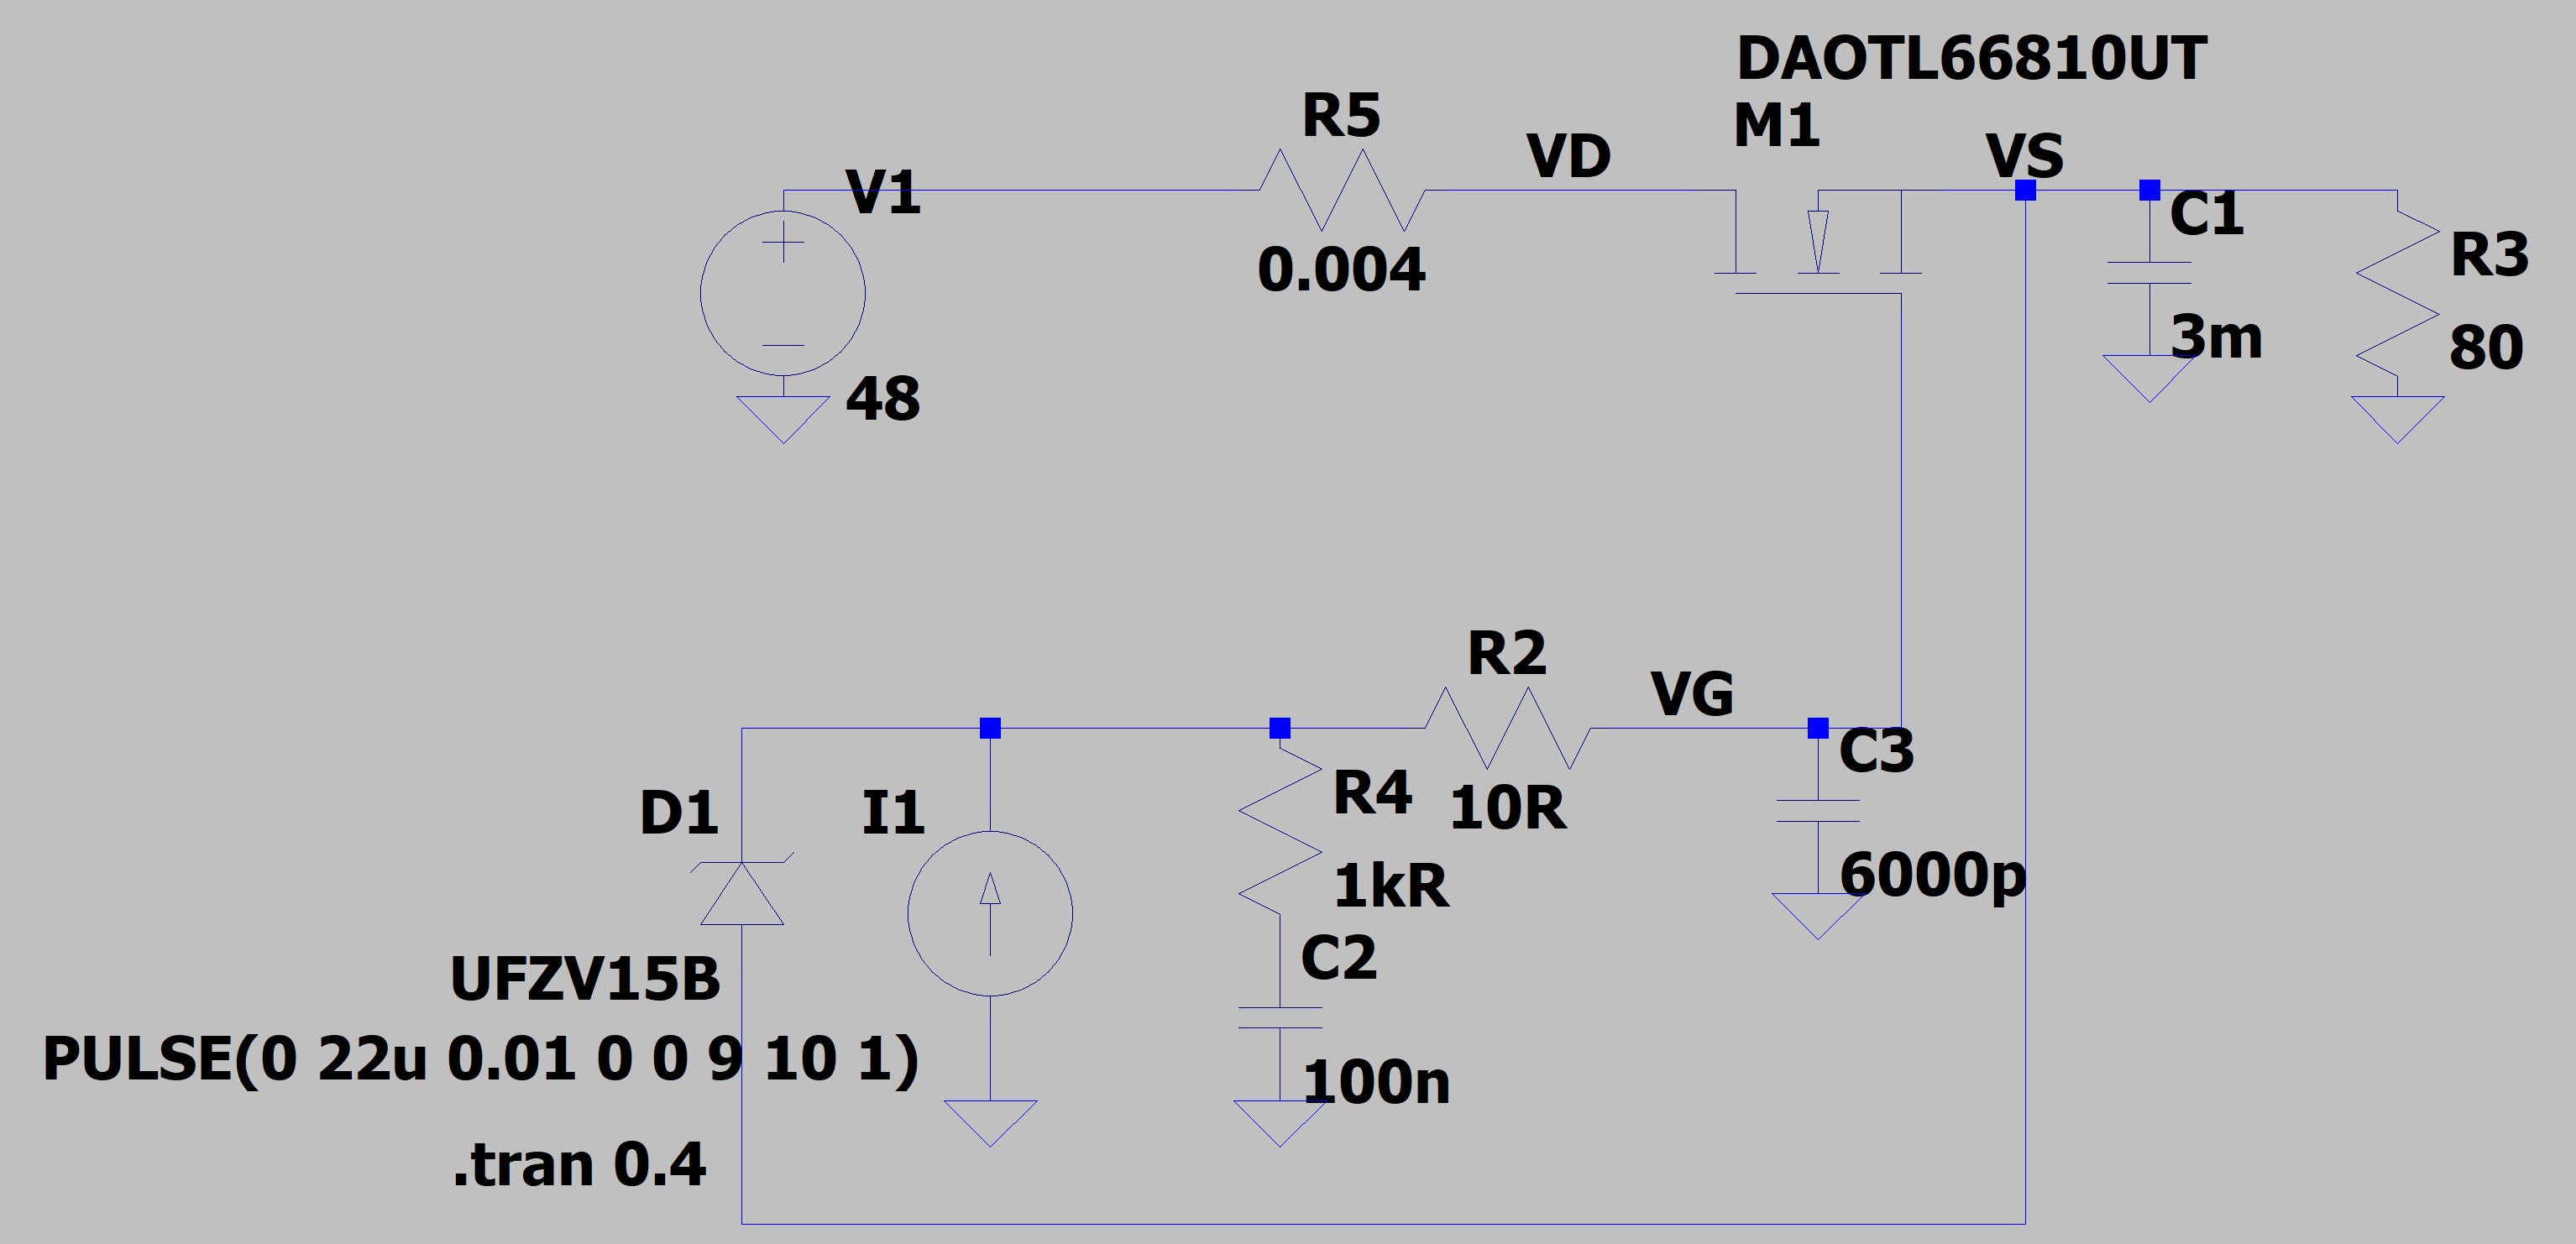 DAOTL66810UT
M1
R5
VD
VS
V1
C1
R3
0.004
3m
80
48
R2
VG
C3
D1
I1
R4
10R
6000p
1kR
C2
UFZV15B
PULSE(0 22u 0.01 0 0 9 10 1)
100n
.tran 0.4